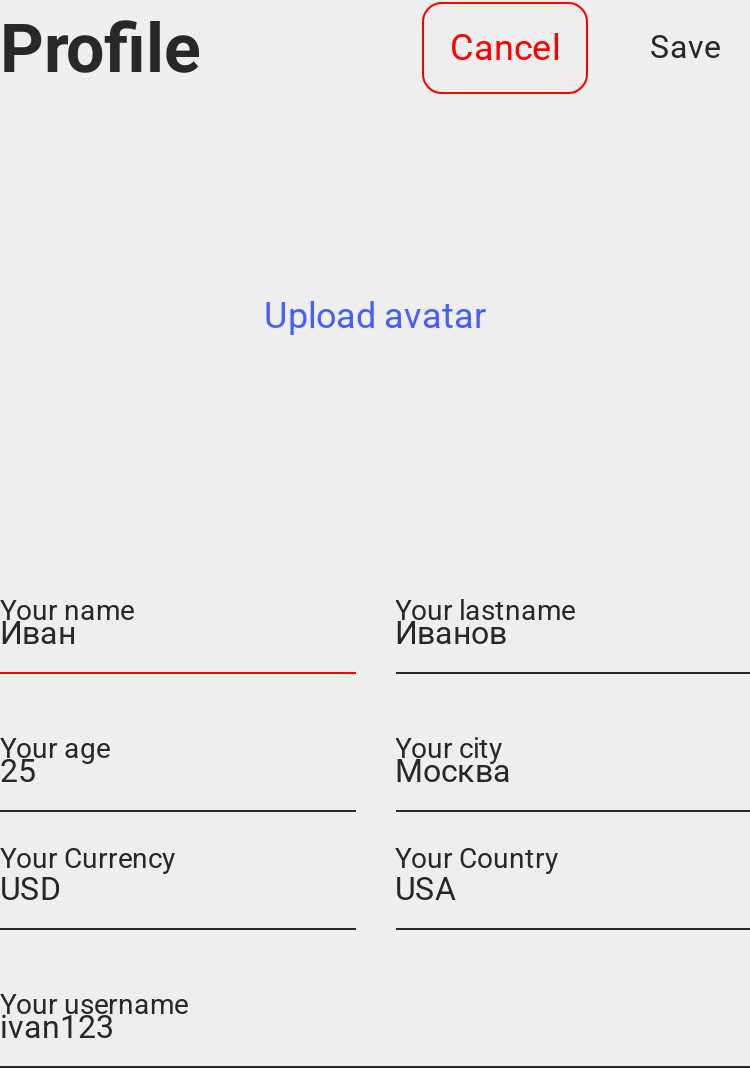 Profile
Cancel
Save
Upload avatar
Your name
Иван
Your lastname
Иванов
Your age
25
Your city
Москва
Your Currency
USD
Your Country
USA
Your username
ivan123